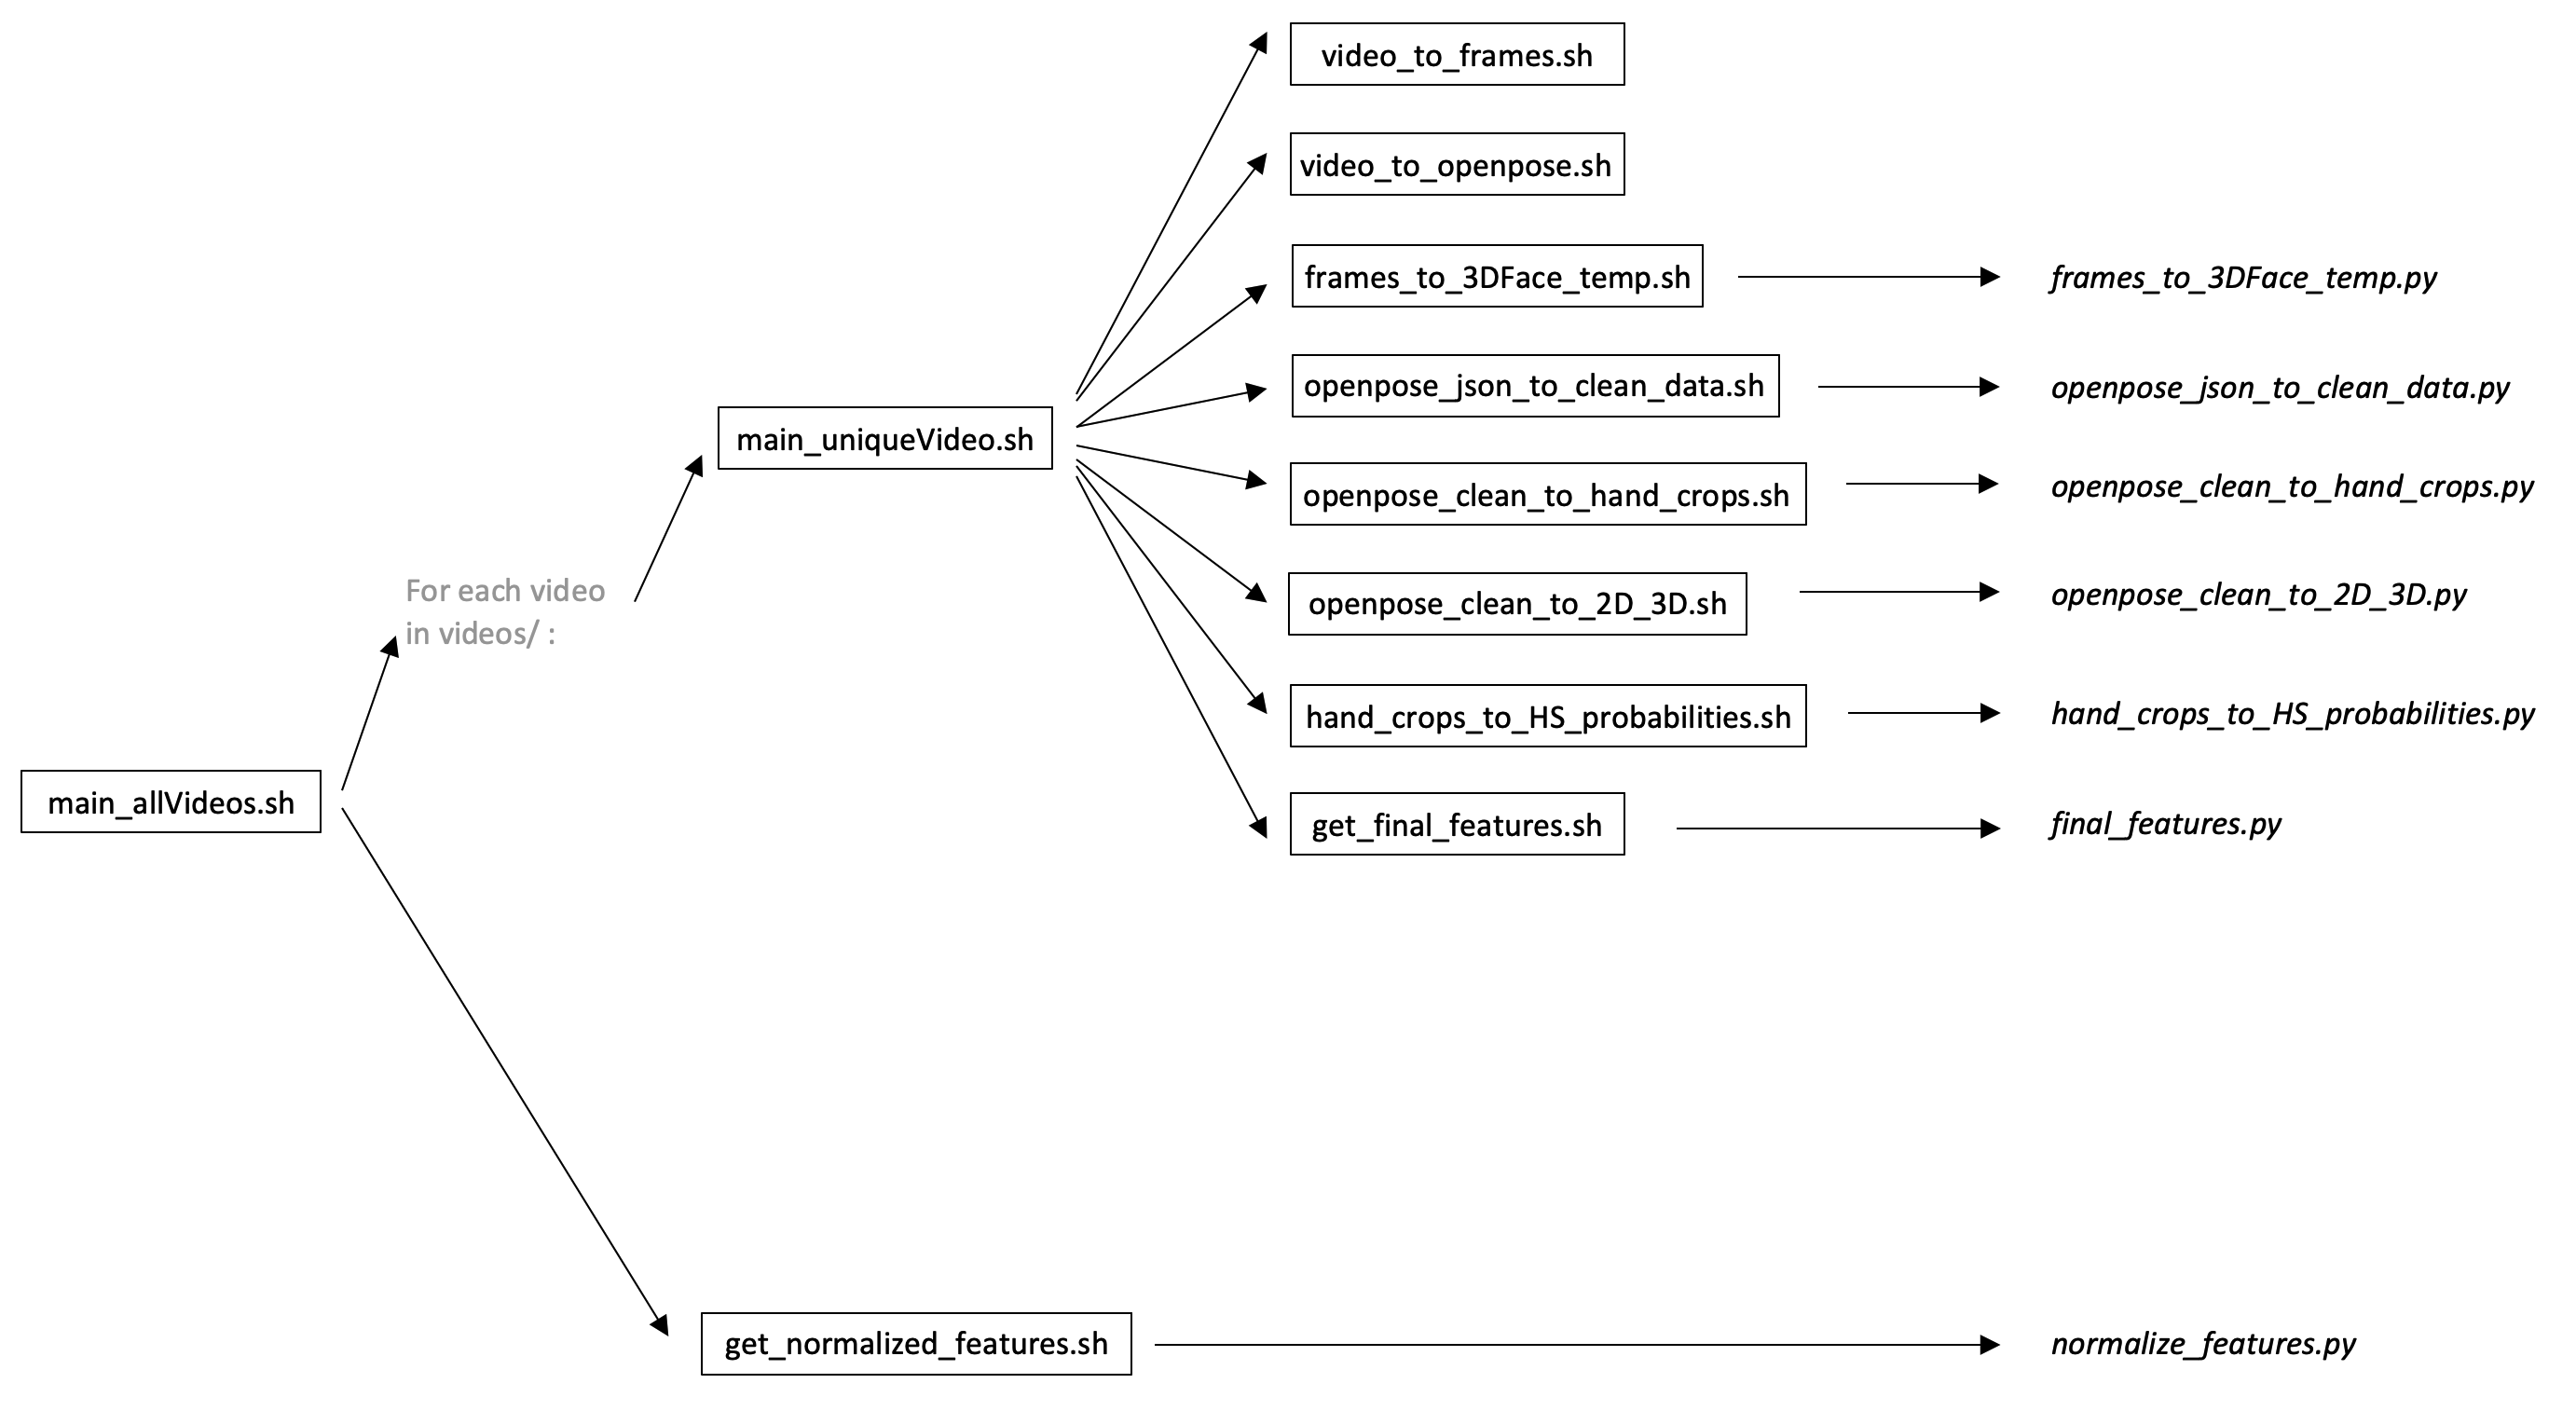 video_to_frames.sh
video_to_openpose.sh
frames_to_3DFace_temp.sh
frames_to_3DFace_temp.py
openpose_json_to_clean_data.sh
openpose_json_to_clean_data.py
main_uniqueVideo.sh
openpose_clean_to_hand_crops.sh
openpose_clean_to_hand_crops.py
For each video
in videos/ :
openpose_clean_to_2D_3D.sh
openpose_clean_to_2D_3D.py
hand_crops_to_HS_probabilities.sh
hand_crops_to_HS_probabilities.py
main_allVideos.sh
get_final_features.sh
final_features.py
get_normalized_features.sh
normalize_features.py